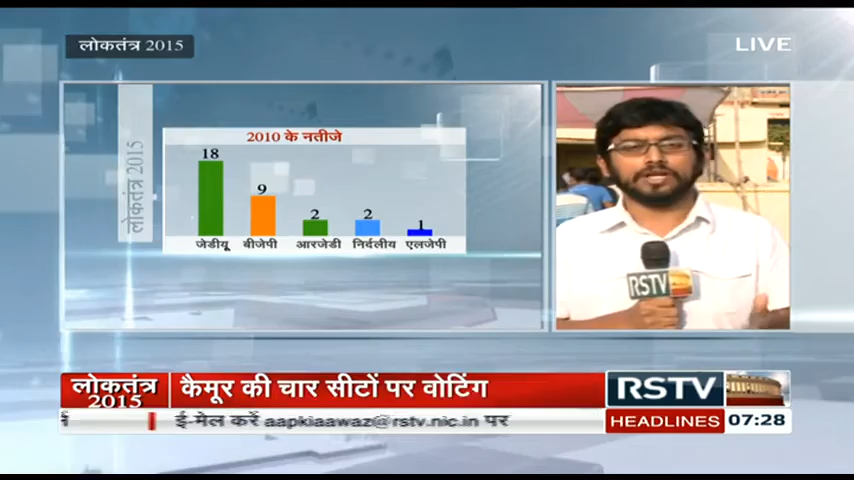 लोकतंत्र 2015
LIVE
लोकतंत्र 2015
2010 के नतीजे
18 9 2 2 1
जेडीयू बीजेपी आरजेडी निर्दलीय एलजेपी
RSTV
लोकतंत्र 2015
कैमूर की चार सीटों पर वोटिंग
RSTV
ई-मेल करें aapkiaawaz@rstv.nic.in पर
HEADLINES 07:28